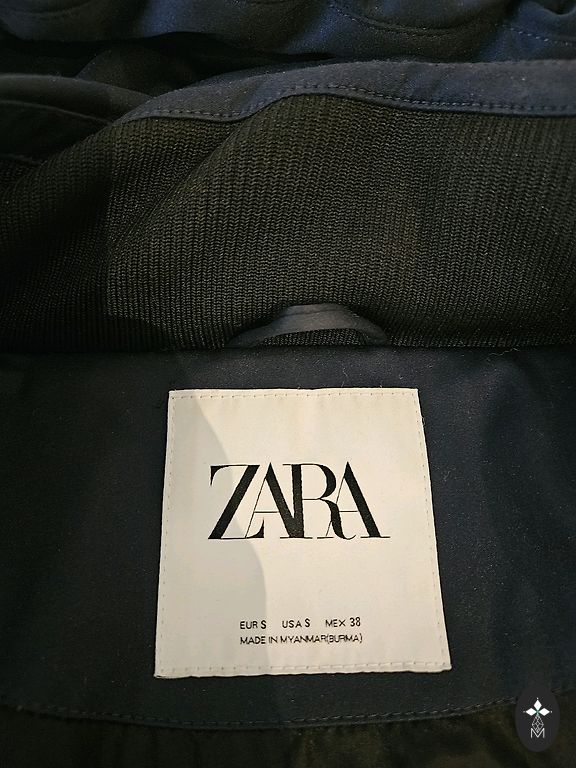 ZARA
EUR S USA S MEX 38
MADE IN MYANMAR(BURMA)
M